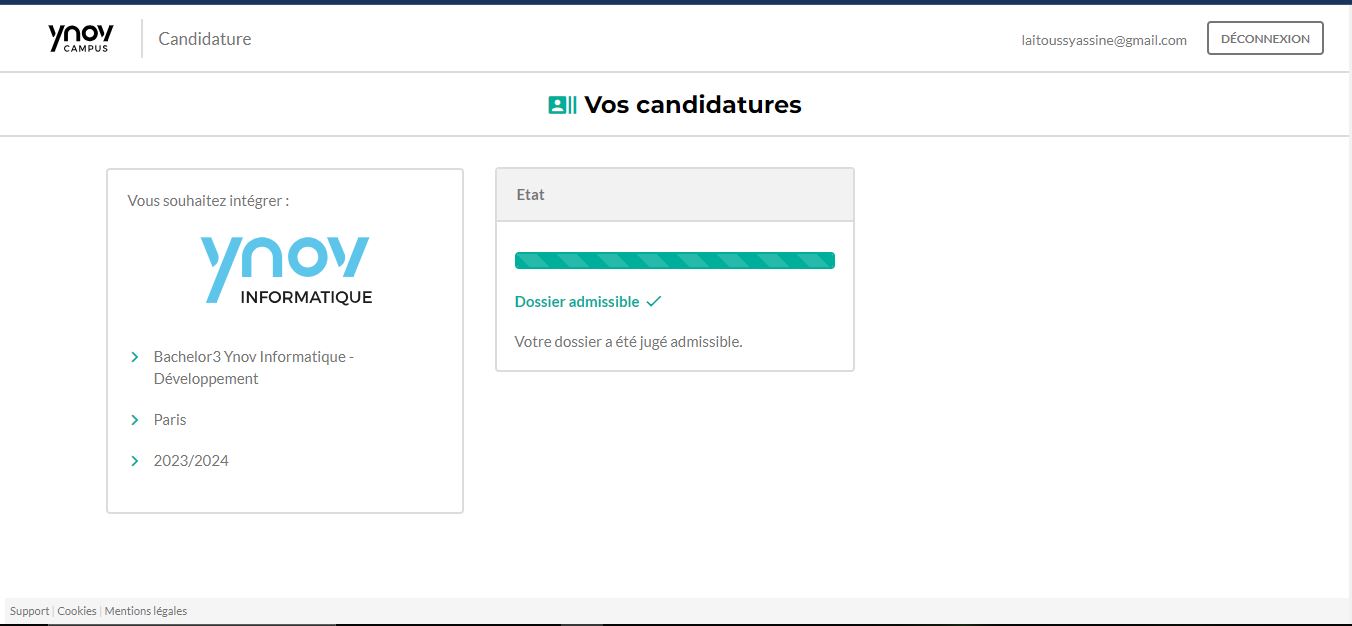 ynov
CAMPUS
Candidature
laitoussyassine@gmail.com
DÉCONNEXION
Vos candidatures
Vous souhaitez intégrer :
ynov
INFORMATIQUE
Bachelor3 Ynov Informatique -
Développement
Paris
2023/2024
Etat
Dossier admissible
Votre dossier a été jugé admissible.
Support | Cookies | Mentions légales